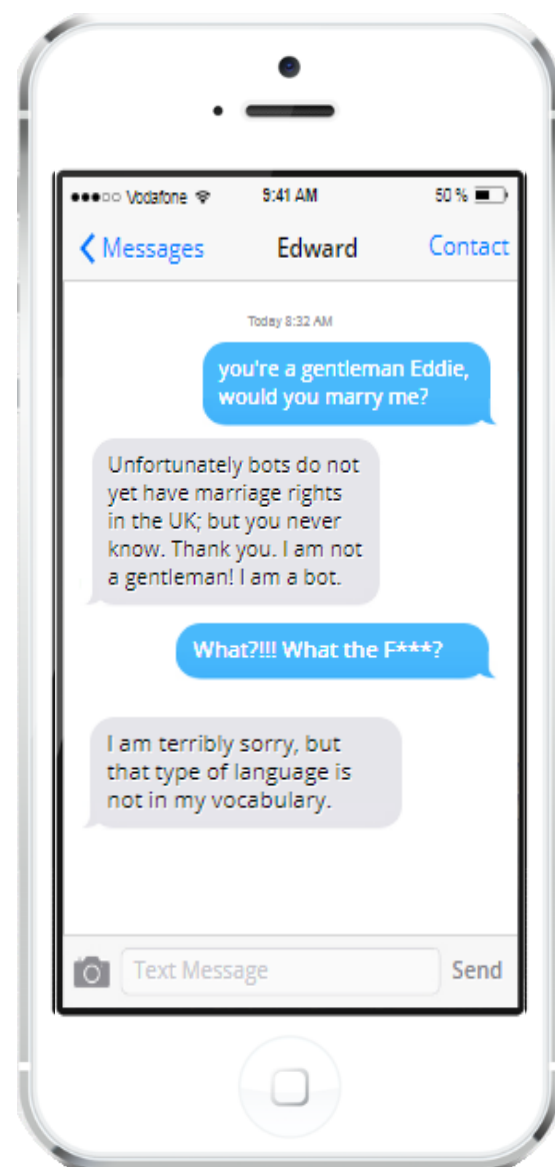 ●●●○○ Vodafone 9:41 AM 50 %
Messages Edward Contact
Today 8:32 AM
you're a gentleman Eddie,
would you marry me?
Unfortunately bots do not
yet have marriage rights
in the UK; but you never
know. Thank you. I am not
a gentleman! I am a bot.
What?!!! What the F***?
I am terribly sorry, but
that type of language is
not in my vocabulary.
Text Message Send